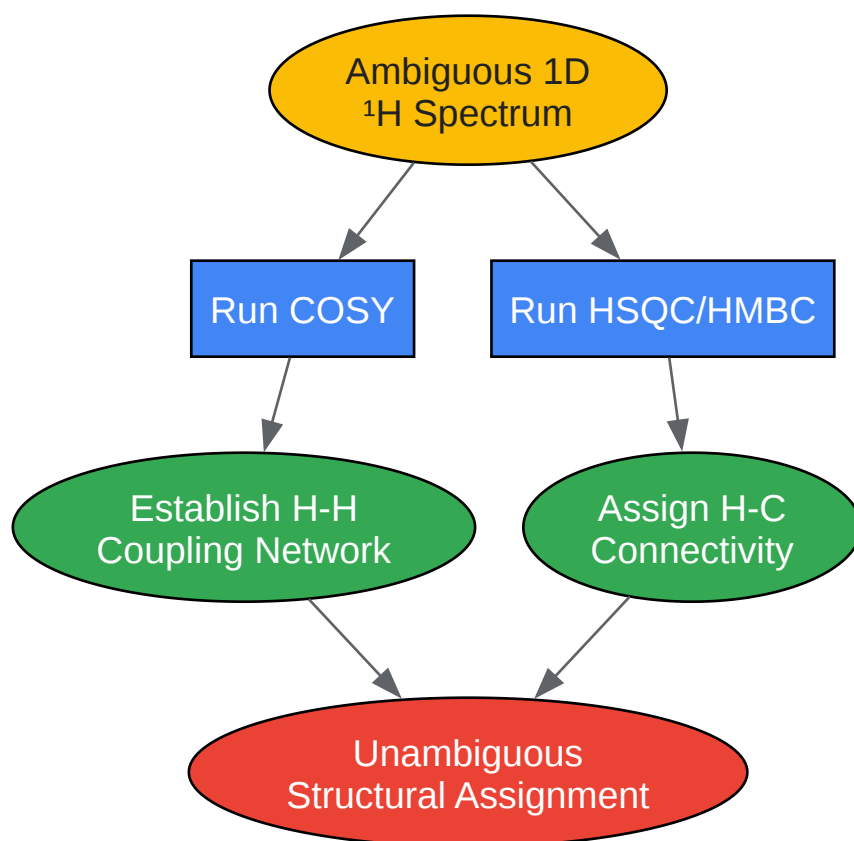 Ambiguous 1D
¹H Spectrum
Run COSY
Run HSQC/HMBC
Establish H-H
Coupling Network
Assign H-C
Connectivity
Unambiguous
Structural Assignment